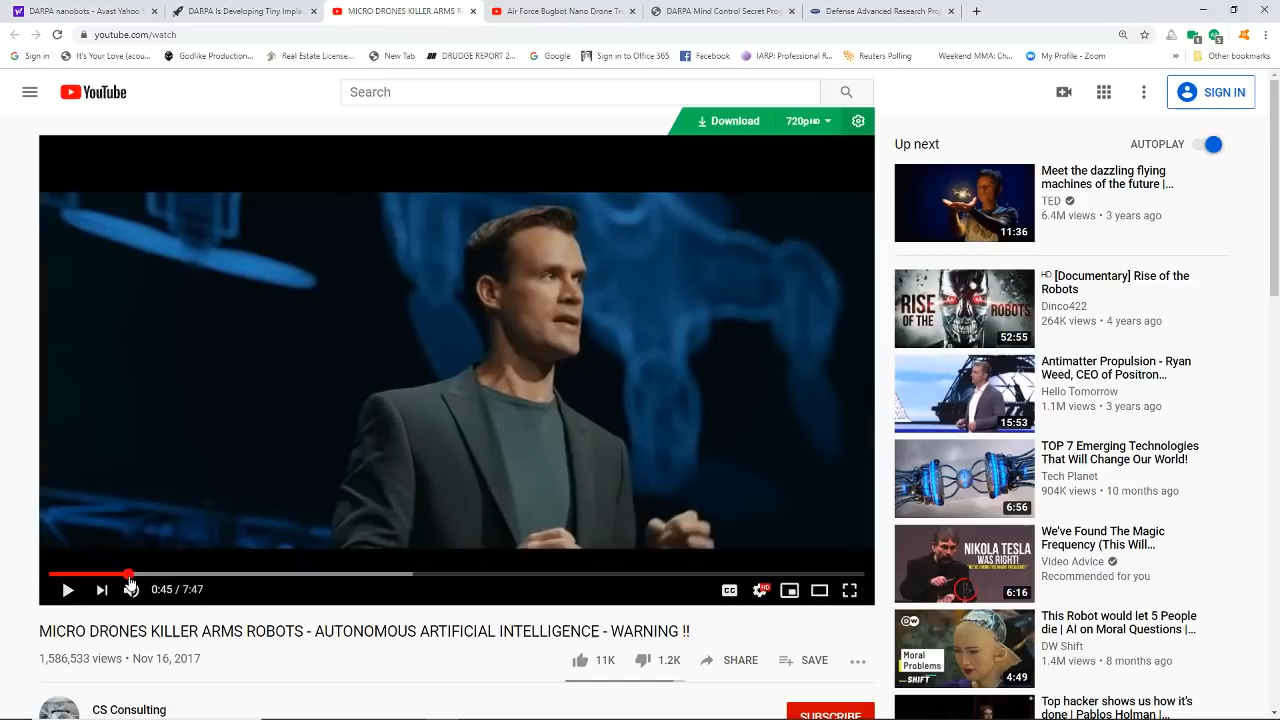 DARPA insrobots - Avast Yahoo S
DARPA Is Developing Tiny Implan
MICRO DRONES KILLER ARMS R
Air Force Bugbot Nano Drone Te
DARPA Mind Control Secret Prog
Defense Advanced Research Proj
youtube.com/watch
Sign in
It's Your Love (acou...
Godlike Productions...
Real Estate License...
New Tab
DRUDGE REPORT 2...
Google
Sign in to Office 365
Facebook
IARP: Registration F...
Reuters Polling
Weekend MMA: Ch...
My Profile - Zoom
»
Other bookmarks
YouTube
Search
SIGN IN
Download
720p HD
Up next
AUTOPLAY
Meet the dazzling flying
machines of the future |...
TED
6.4M views • 3 years ago
11:36
HD [Documentary] Rise of the
Robots
Dinco422
264K views • 4 years ago
RISE
OF THE
ROBOTS
52:55
Antimatter Propulsion - Ryan
Weed, CEO of Positron...
Hello Tomorrow
1.1M views • 3 years ago
15:53
TOP 7 Emerging Technologies
That Will Change Our World!
Tech Planet
904K views • 10 months ago
6:56
We've Found The Magic
Frequency (This Will...
Video Advice
Recommended for you
NIKOLA TESLA
WAS RIGHT!
6:16
This Robot would let 5 People
die | AI on Moral Questions |...
DW Shift
1.4M views • 8 months ago
DW
Moral
Problems
SHIFT
4:49
Top hacker shows us how it's
done | Pablos Holman |...
0:45 / 7:47
CC
HD
MICRO DRONES KILLER ARMS ROBOTS - AUTONOMOUS ARTIFICIAL INTELLIGENCE - WARNING !!
1,586,533 views • Nov 16, 2017
11K
1.2K
SHARE
SAVE
CS Consulting
SUBSCRIBE